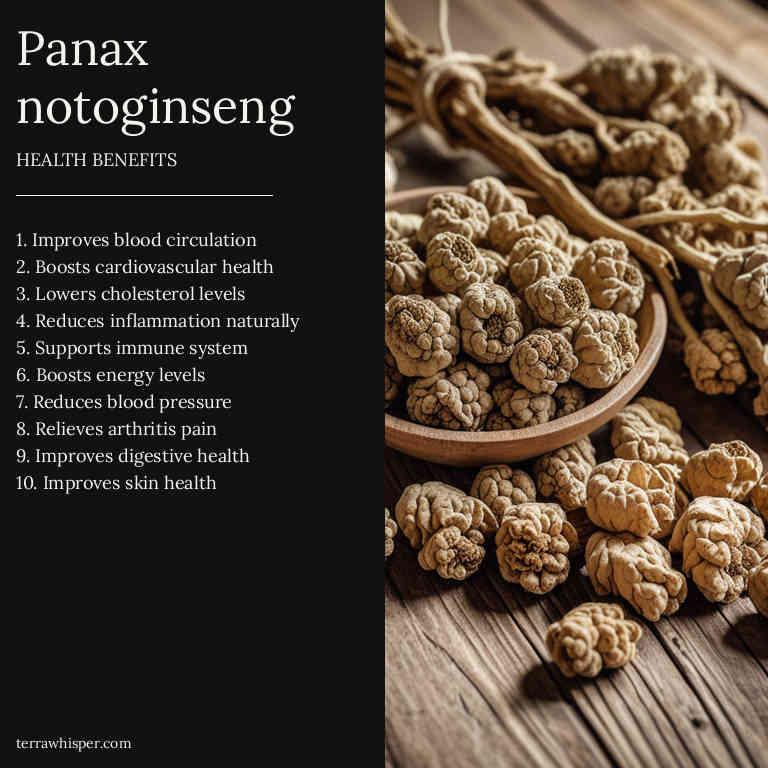 Panax
notoginseng
HEALTH BENEFITS
1. Improves blood circulation
2. Boosts cardiovascular health
3. Lowers cholesterol levels
4. Reduces inflammation naturally
5. Supports immune system
6. Boosts energy levels
7. Reduces blood pressure
8. Relieves arthritis pain
9. Improves digestive health
10. Improves skin health
terrawhisper.com